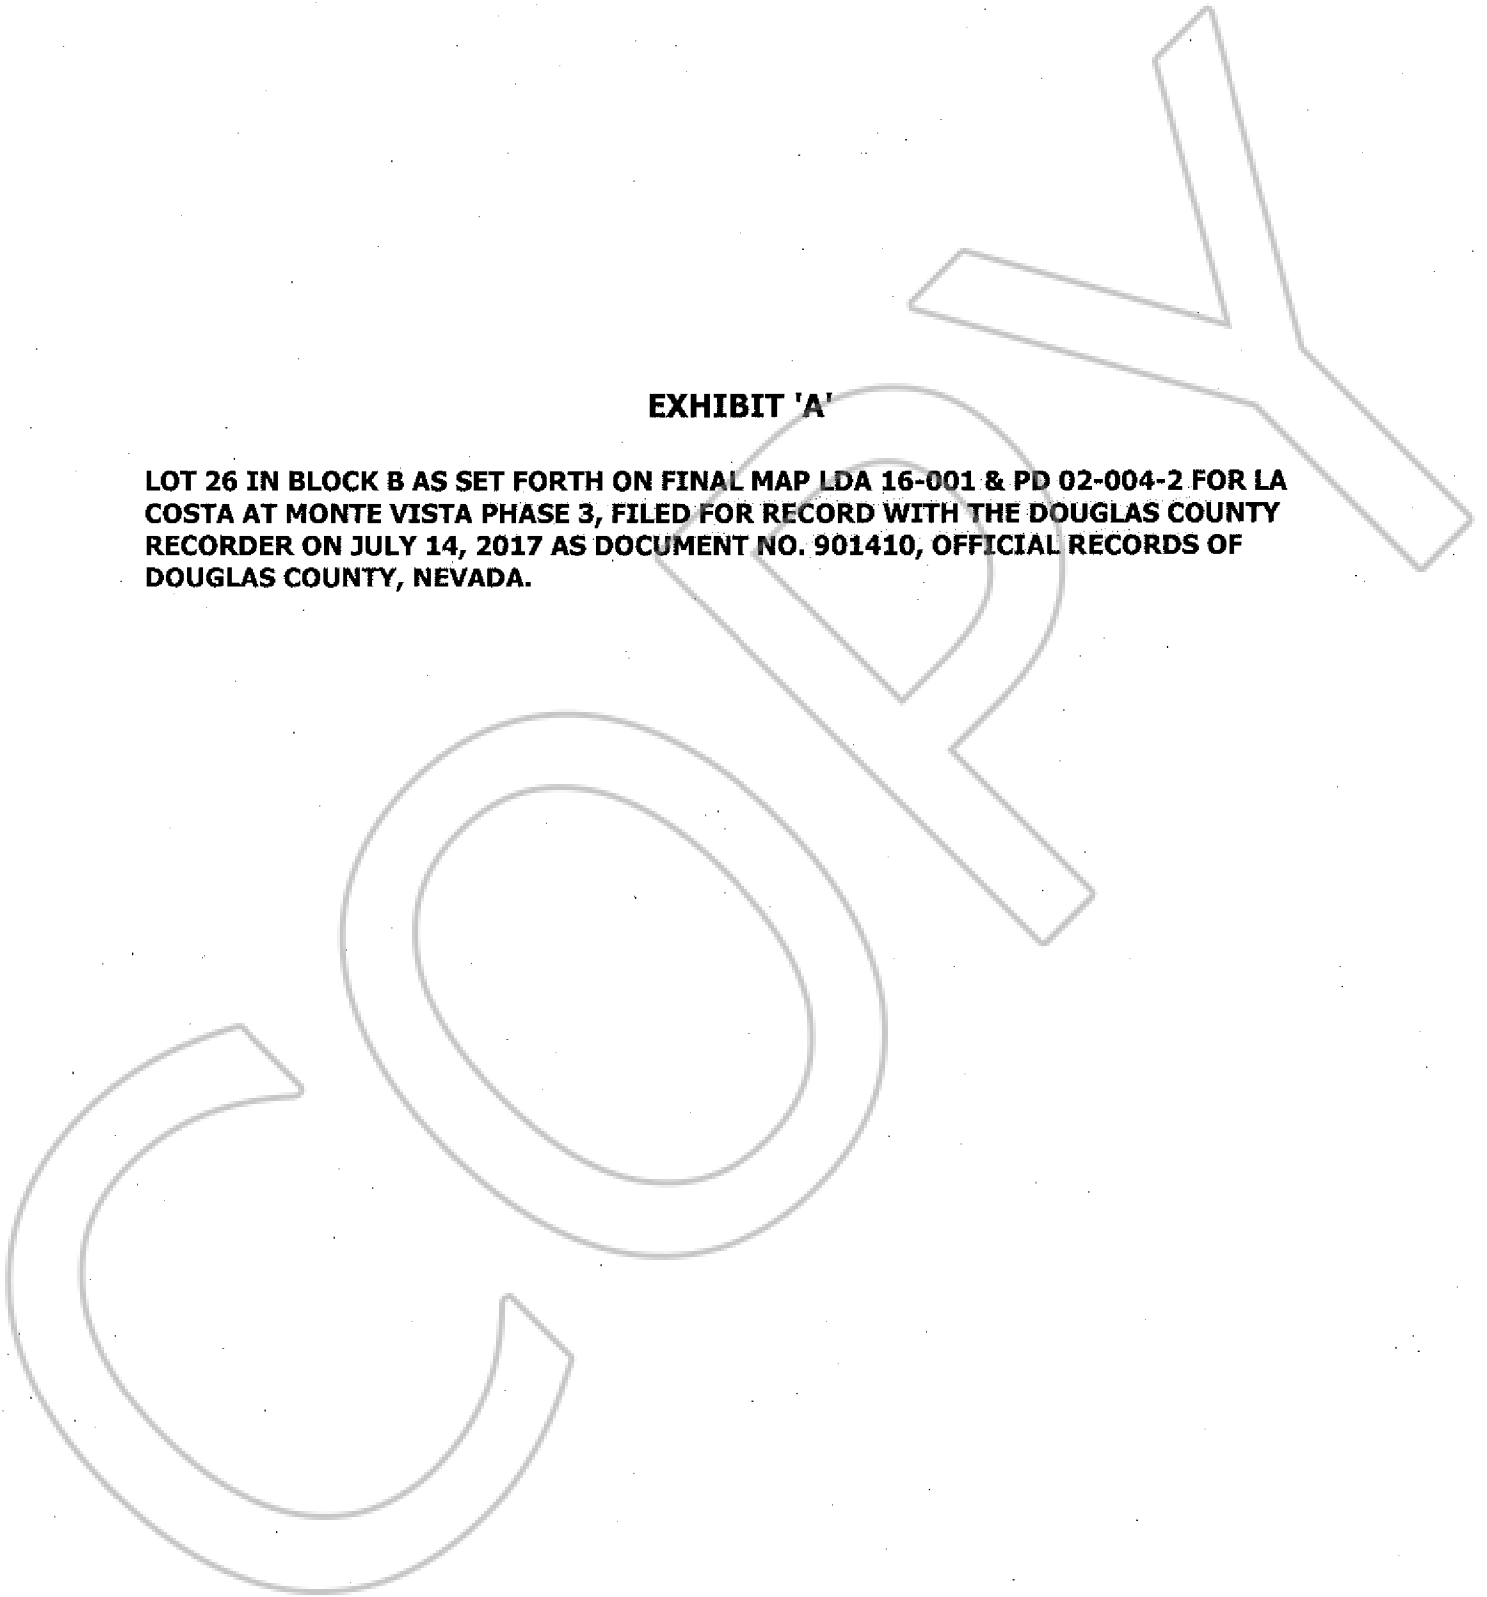 EXHIBIT 'A'
LOT 26 IN BLOCK B AS SET FORTH ON FINAL MAP LDA 16-001 & PD 02-004-2 FOR LA
COSTA AT MONTE VISTA PHASE 3, FILED FOR RECORD WITH THE DOUGLAS COUNTY
RECORDER ON JULY 14, 2017 AS DOCUMENT NO. 901410, OFFICIAL RECORDS OF
DOUGLAS COUNTY, NEVADA.
COPY